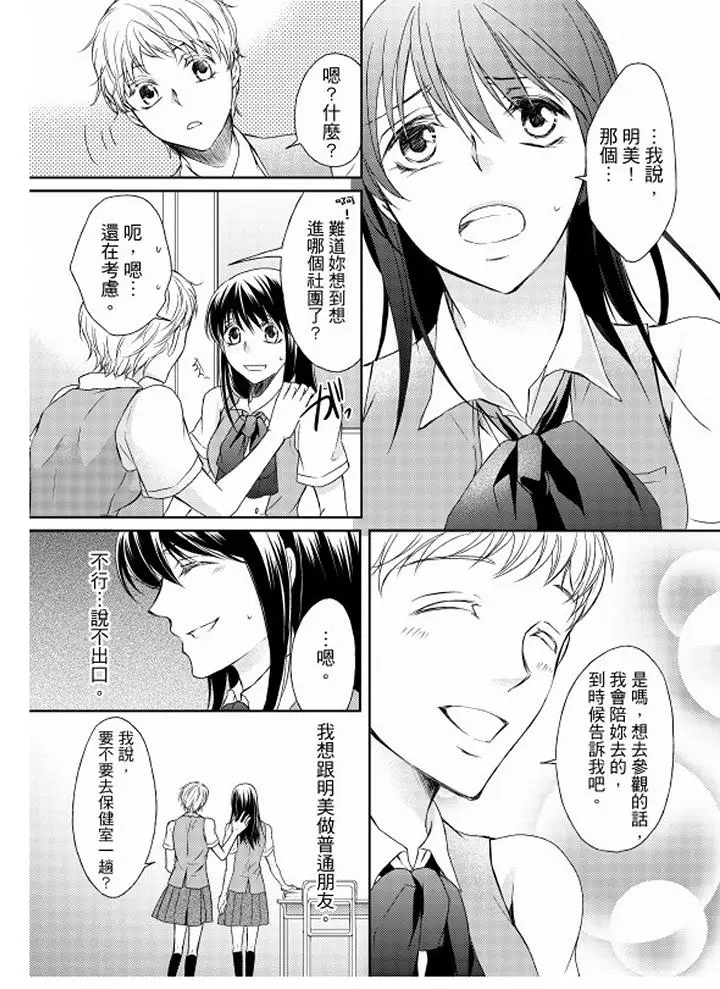 …我說，
明美！
那個…
嗯？什麼？
啊！
難道妳想到想
進哪個社團了？
呃，嗯…
還在考慮。
是嗎，想去參觀的話，
我會陪妳去的，
到時候告訴我吧。
…嗯。
不行…說不出口。
我想跟明美做普通朋友。
我說，
要不要去保健室一趟？